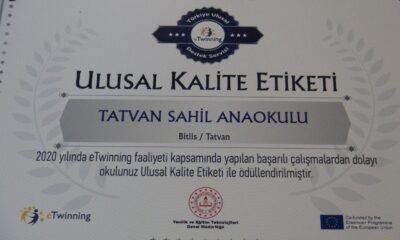 Türkiye Ulusal
eTwinning
Destek Servisi
ULUSAL KALİTE ETİKETİ
TATVAN SAHİL ANAOKULU
Bitlis / Tatvan
2020 yılında eTwinning faaliyeti kapsamında yapılan başarılı çalışmalardan dolayı
okulunuz Ulusal Kalite Etiketi ile ödüllendirilmiştir.
eTwinning
Yenilik ve Eğitim Teknolojileri
Genel Müdürlüğü
Co-funded by the
Erasmus+ Programme
of the European Union